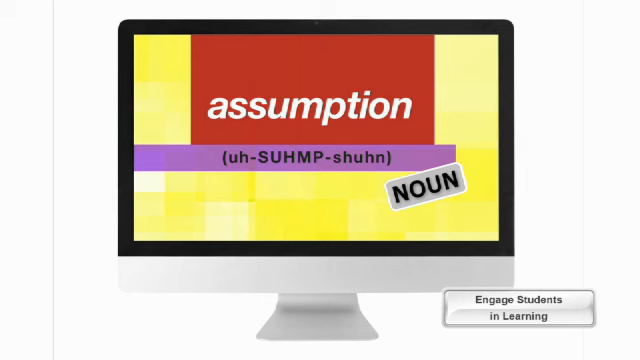 assumption
(uh-SUHMP-shuhn)
NOUN
Engage Students
in Learning